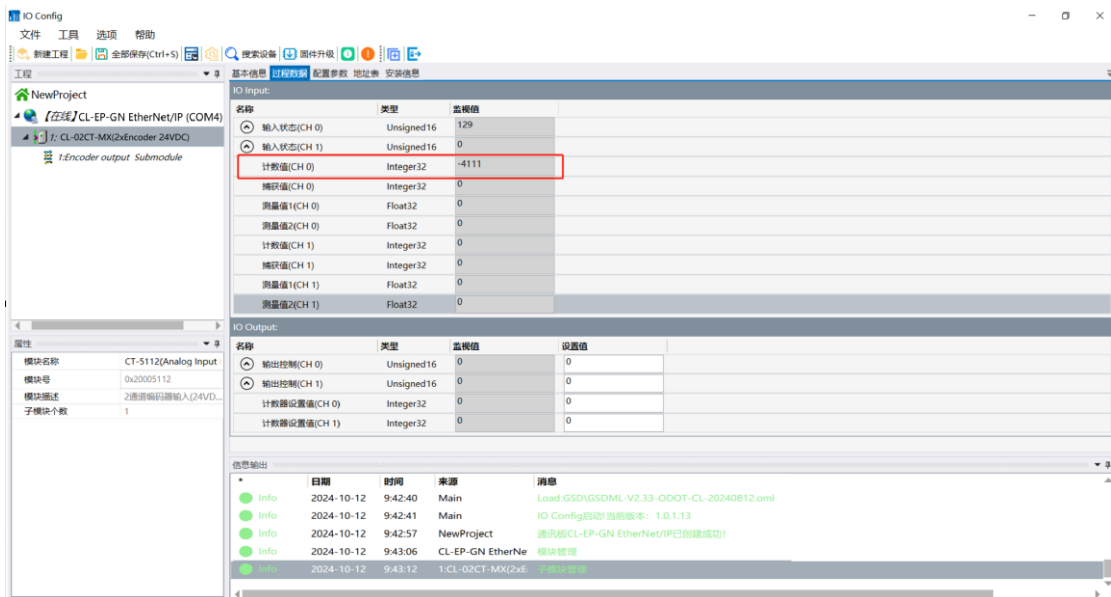 IO Config
文件 工具 选项 帮助
新建工程 全部保存(Ctrl+S) 搜索设备 固件升级
工程
NewProject
【在线】CL-EP-GN EtherNet/IP (COM4)
1: CL-02CT-MX(2xEncoder 24VDC)
1:Encoder output Submodule
属性
模块名称 CT-5112(Analog Input
模块号 0x20005112
模块描述 2通道编码器输入(24VD...
子模块个数 1
基本信息 过程数据 配置参数 地址表 安装信息
IO Input:
名称 类型 监视值
输入状态(CH 0) Unsigned16 129
输入状态(CH 1) Unsigned16 0
计数值(CH 0) Integer32 -4111
捕获值(CH 0) Integer32 0
测量值1(CH 0) Float32 0
测量值2(CH 0) Float32 0
计数值(CH 1) Integer32 0
捕获值(CH 1) Integer32 0
测量值1(CH 1) Float32 0
测量值2(CH 1) Float32 0
IO Output:
名称 类型 监视值 设置值
输出控制(CH 0) Unsigned16 0 0
输出控制(CH 1) Unsigned16 0 0
计数器设置值(CH 0) Integer32 0 0
计数器设置值(CH 1) Integer32 0 0
信息输出
* 日期 时间 来源 消息
Info 2024-10-12 9:42:40 Main Load:GSD\GSDML-V2.33-ODOT-CL-20240812.oml
Info 2024-10-12 9:42:41 Main IO Config启动!当前版本：1.0.1.13
Info 2024-10-12 9:42:57 NewProject 通讯板CL-EP-GN EtherNet/IP已创建成功!
Info 2024-10-12 9:43:06 CL-EP-GN EtherNe 模块管理
Info 2024-10-12 9:43:12 1:CL-02CT-MX(2xE 子模块管理